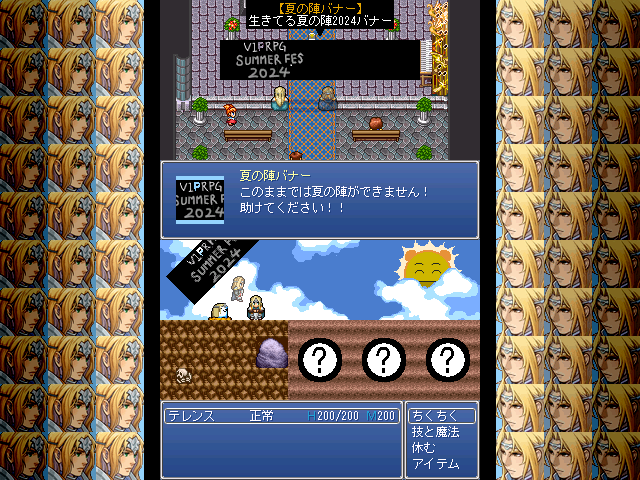 【夏の陣バナー】
生きてる夏の陣2024バナー
VIPRPG
SUMMER FES
2024
VIPRPG
SUMMER FES
2024
夏の陣バナー
このままでは夏の陣ができません！
助けてください！！
VIPRPG
SUMMER FES
2024
?
?
?
テレンス 正常 H200/200 M200
ちくちく
技と魔法
休む
アイテム